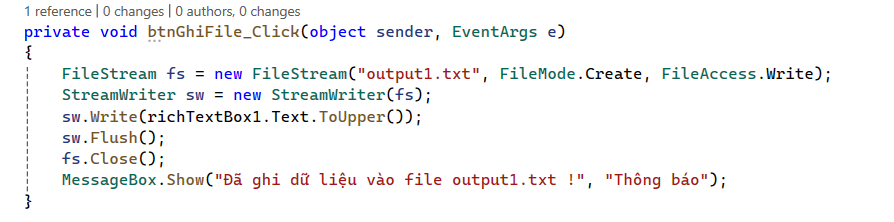 1 reference | 0 changes | 0 authors, 0 changes
private void btnGhiFile_Click(object sender, EventArgs e)
{
FileStream fs = new FileStream("output1.txt", FileMode.Create, FileAccess.Write);
StreamWriter sw = new StreamWriter(fs);
sw.Write(richTextBox1.Text.ToUpper());
sw.Flush();
fs.Close();
MessageBox.Show("Đã ghi dữ liệu vào file output1.txt !", "Thông báo");
}